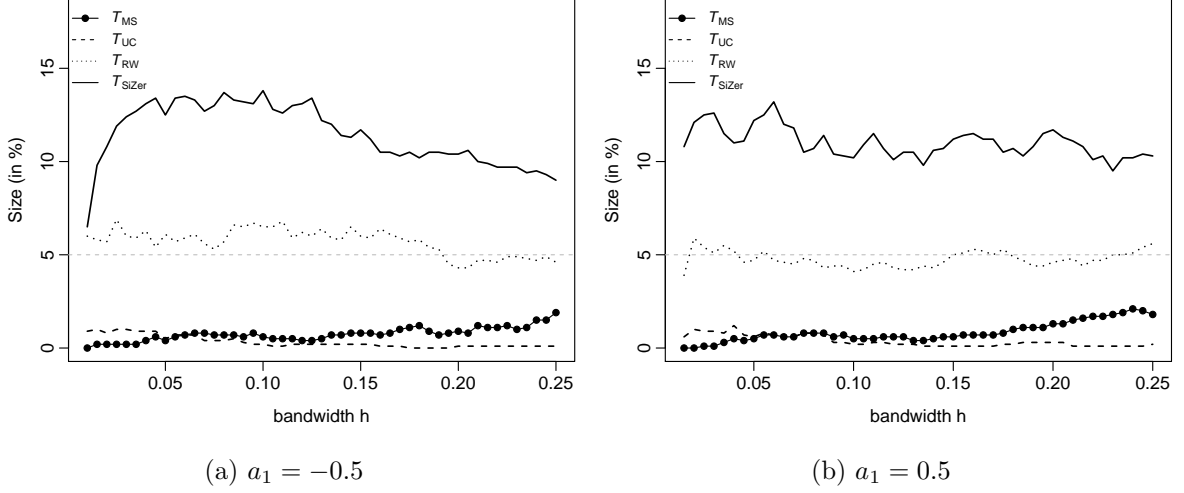 T_MS
T_UC
T_RW
T_SiZer
Size (in %)
0
5
10
15
0.05
0.10
0.15
0.20
0.25
bandwidth h
(a) a₁ = −0.5
T_MS
T_UC
T_RW
T_SiZer
Size (in %)
0
5
10
15
0.05
0.10
0.15
0.20
0.25
bandwidth h
(b) a₁ = 0.5